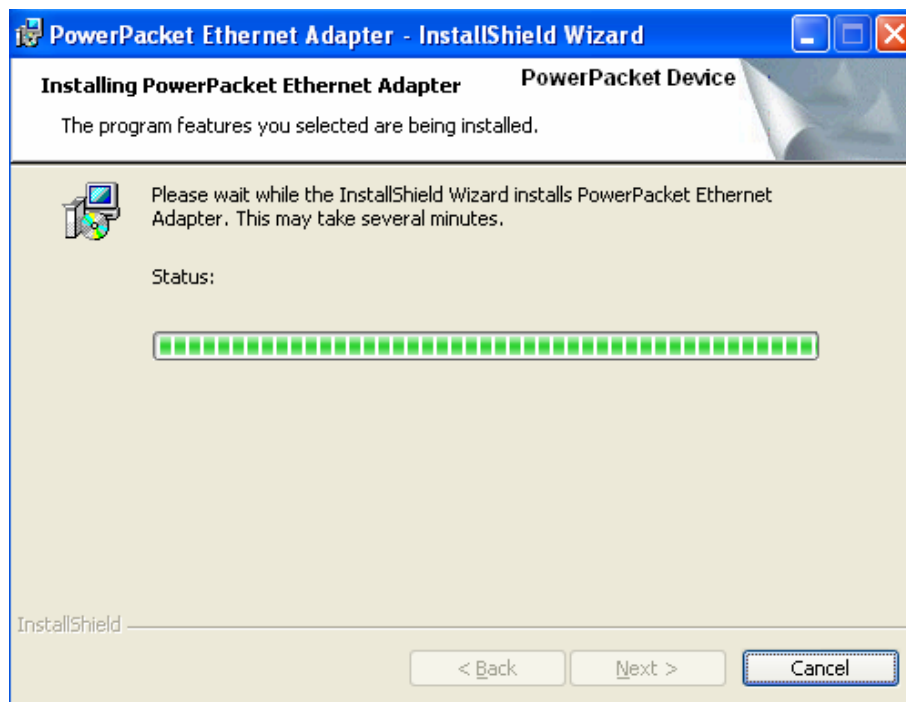 PowerPacket Ethernet Adapter - InstallShield Wizard
Installing PowerPacket Ethernet Adapter
PowerPacket Device
The program features you selected are being installed.
Please wait while the InstallShield Wizard installs PowerPacket Ethernet
Adapter. This may take several minutes.
Status:
InstallShield
< Back
Next >
Cancel